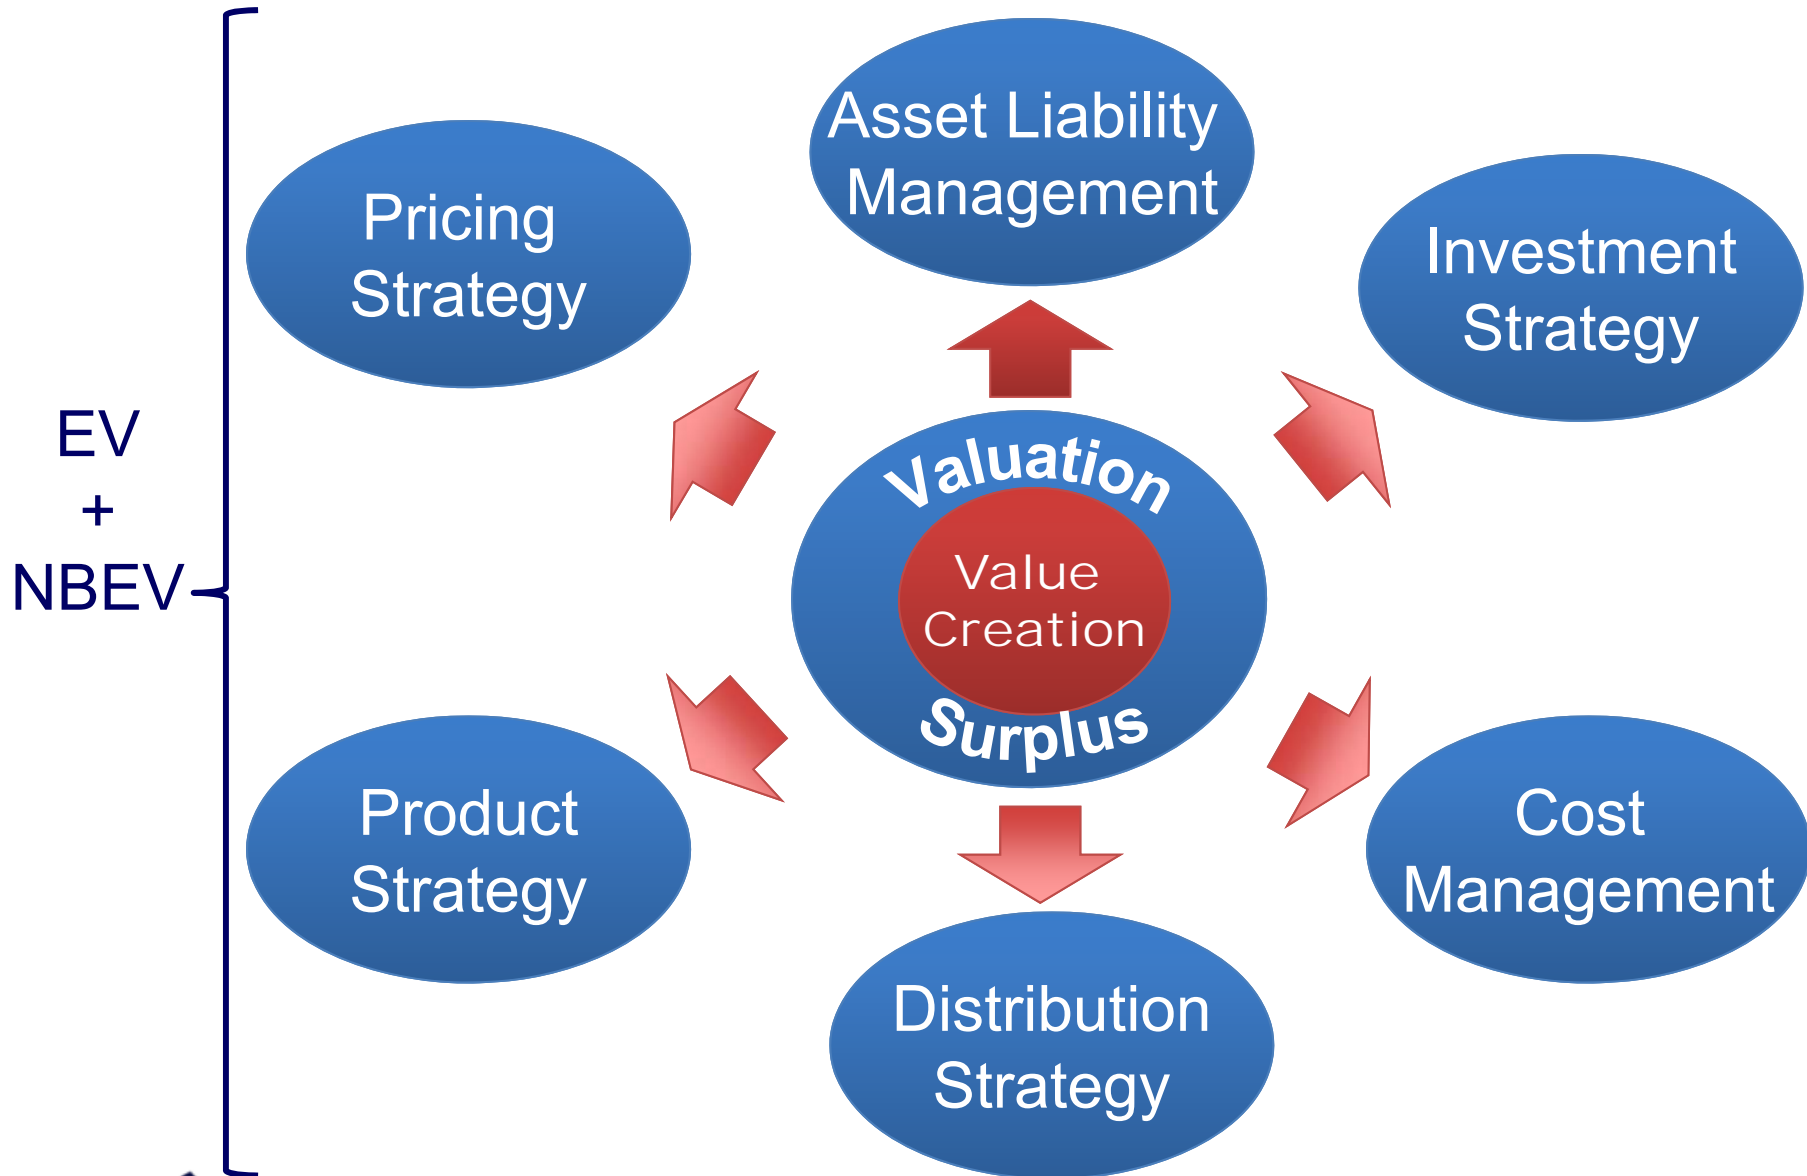 EV
+
NBEV
Asset Liability
Management
Pricing
Strategy
Investment
Strategy
Valuation
Value
Creation
Surplus
Product
Strategy
Cost
Management
Distribution
Strategy